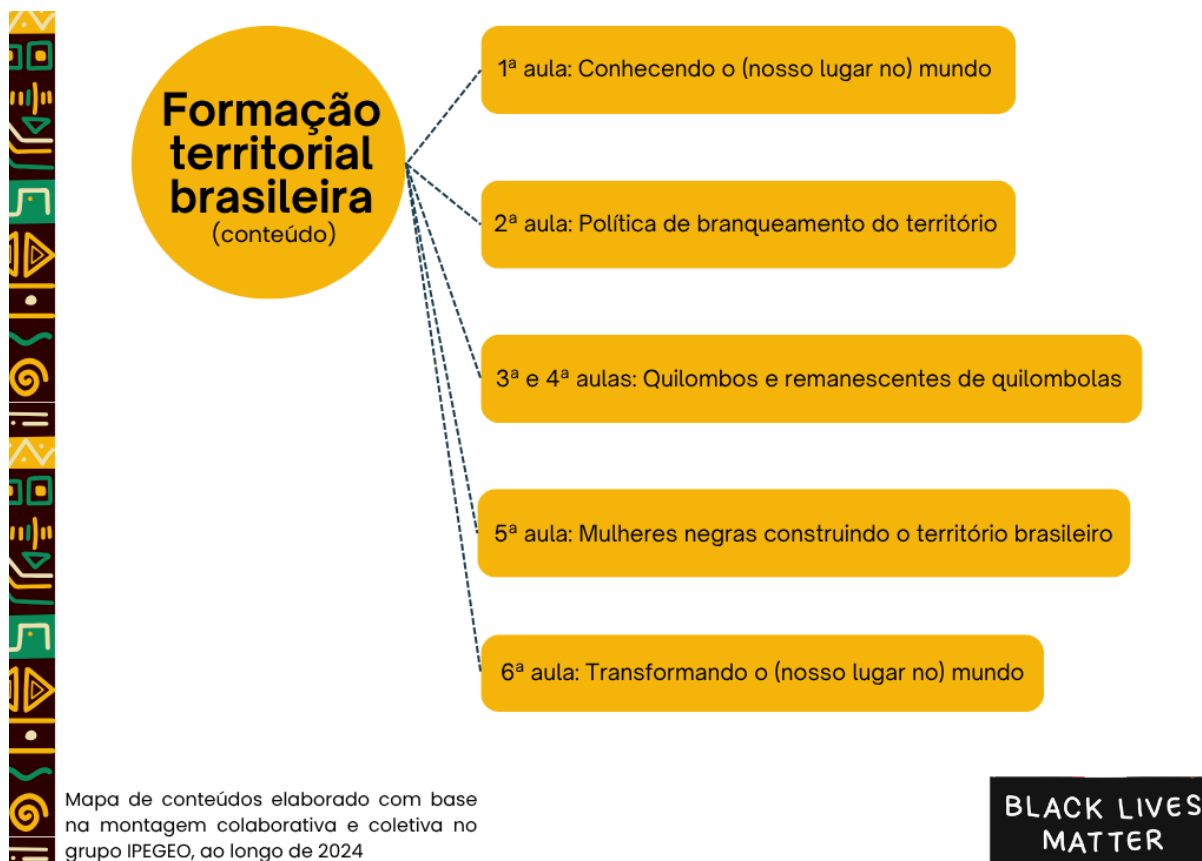 Formação
territorial
brasileira
(conteúdo)
1ª aula: Conhecendo o (nosso lugar no) mundo
2ª aula: Política de branqueamento do território
3ª e 4ª aulas: Quilombos e remanescentes de quilombolas
5ª aula: Mulheres negras construindo o território brasileiro
6ª aula: Transformando o (nosso lugar no) mundo
Mapa de conteúdos elaborado com base
na montagem colaborativa e coletiva no
grupo IPEGEO, ao longo de 2024
BLACK LIVES
MATTER